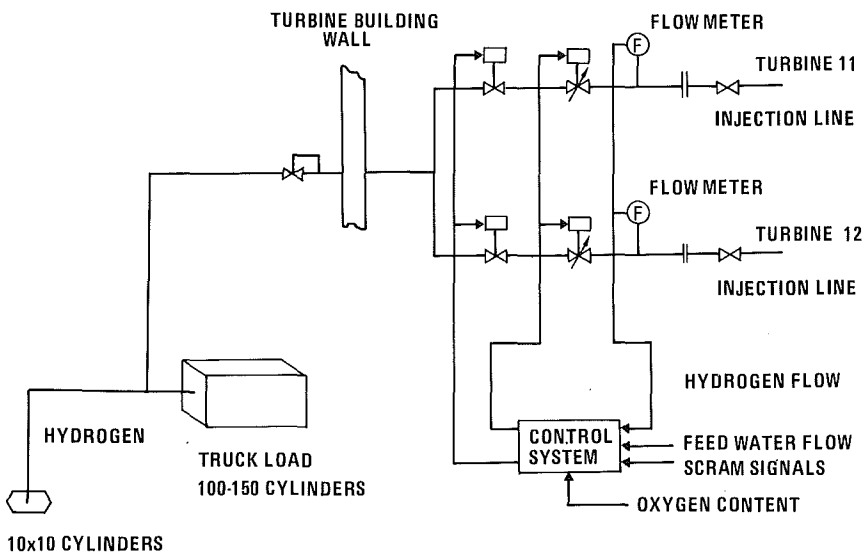 TURBINE BUILDING
WALL
FLOW METER
F
TURBINE 11
INJECTION LINE
FLOW METER
F
TURBINE 12
INJECTION LINE
HYDROGEN FLOW
HYDROGEN
CONTROL
SYSTEM
FEED WATER FLOW
SCRAM SIGNALS
TRUCK LOAD
100-150 CYLINDERS
OXYGEN CONTENT
10x10 CYLINDERS